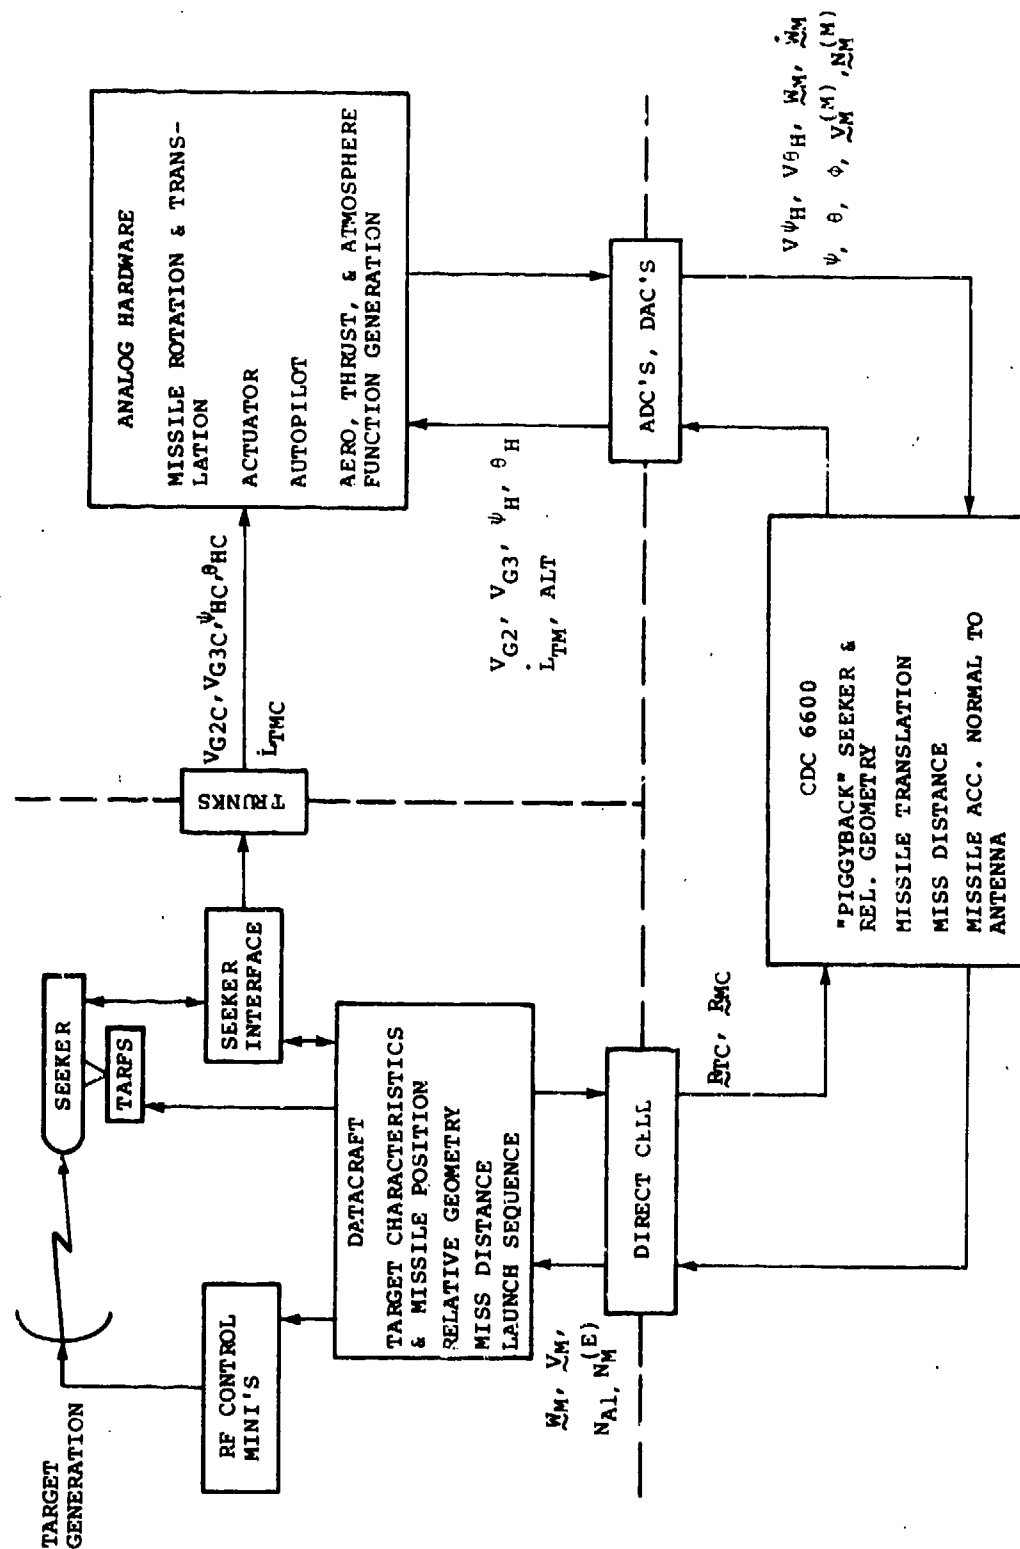 TARGET
GENERATION
RF CONTROL
MINI'S
SEEKER
TARFS
SEEKER
INTERFACE
TRUNKS
V_G2C, V_G3C, ψ_HC, θ_HC
L̇_TMC
ANALOG HARDWARE
MISSILE ROTATION & TRANS-
LATION
ACTUATOR
AUTOPILOT
AERO, THRUST, & ATMOSPHERE
FUNCTION GENERATION
DATACRAFT
TARGET CHARACTERISTICS
& MISSILE POSITION
RELATIVE GEOMETRY
MISS DISTANCE
LAUNCH SEQUENCE
V_G2, V_G3, ψ_H, θ_H
L̇_TM, ALT
W_M, V_M,
N_A1, N_M^(E)
DIRECT CELL
ADC'S, DAC'S
R_TC, R_MC
Vψ_H, Vθ_H, W_M, Ẇ_M
ψ, θ, φ, V_M^(M), N_M^(M)
CDC 6600
"PIGGYBACK" SEEKER &
REL. GEOMETRY
MISSILE TRANSLATION
MISS DISTANCE
MISSILE ACC. NORMAL TO
ANTENNA